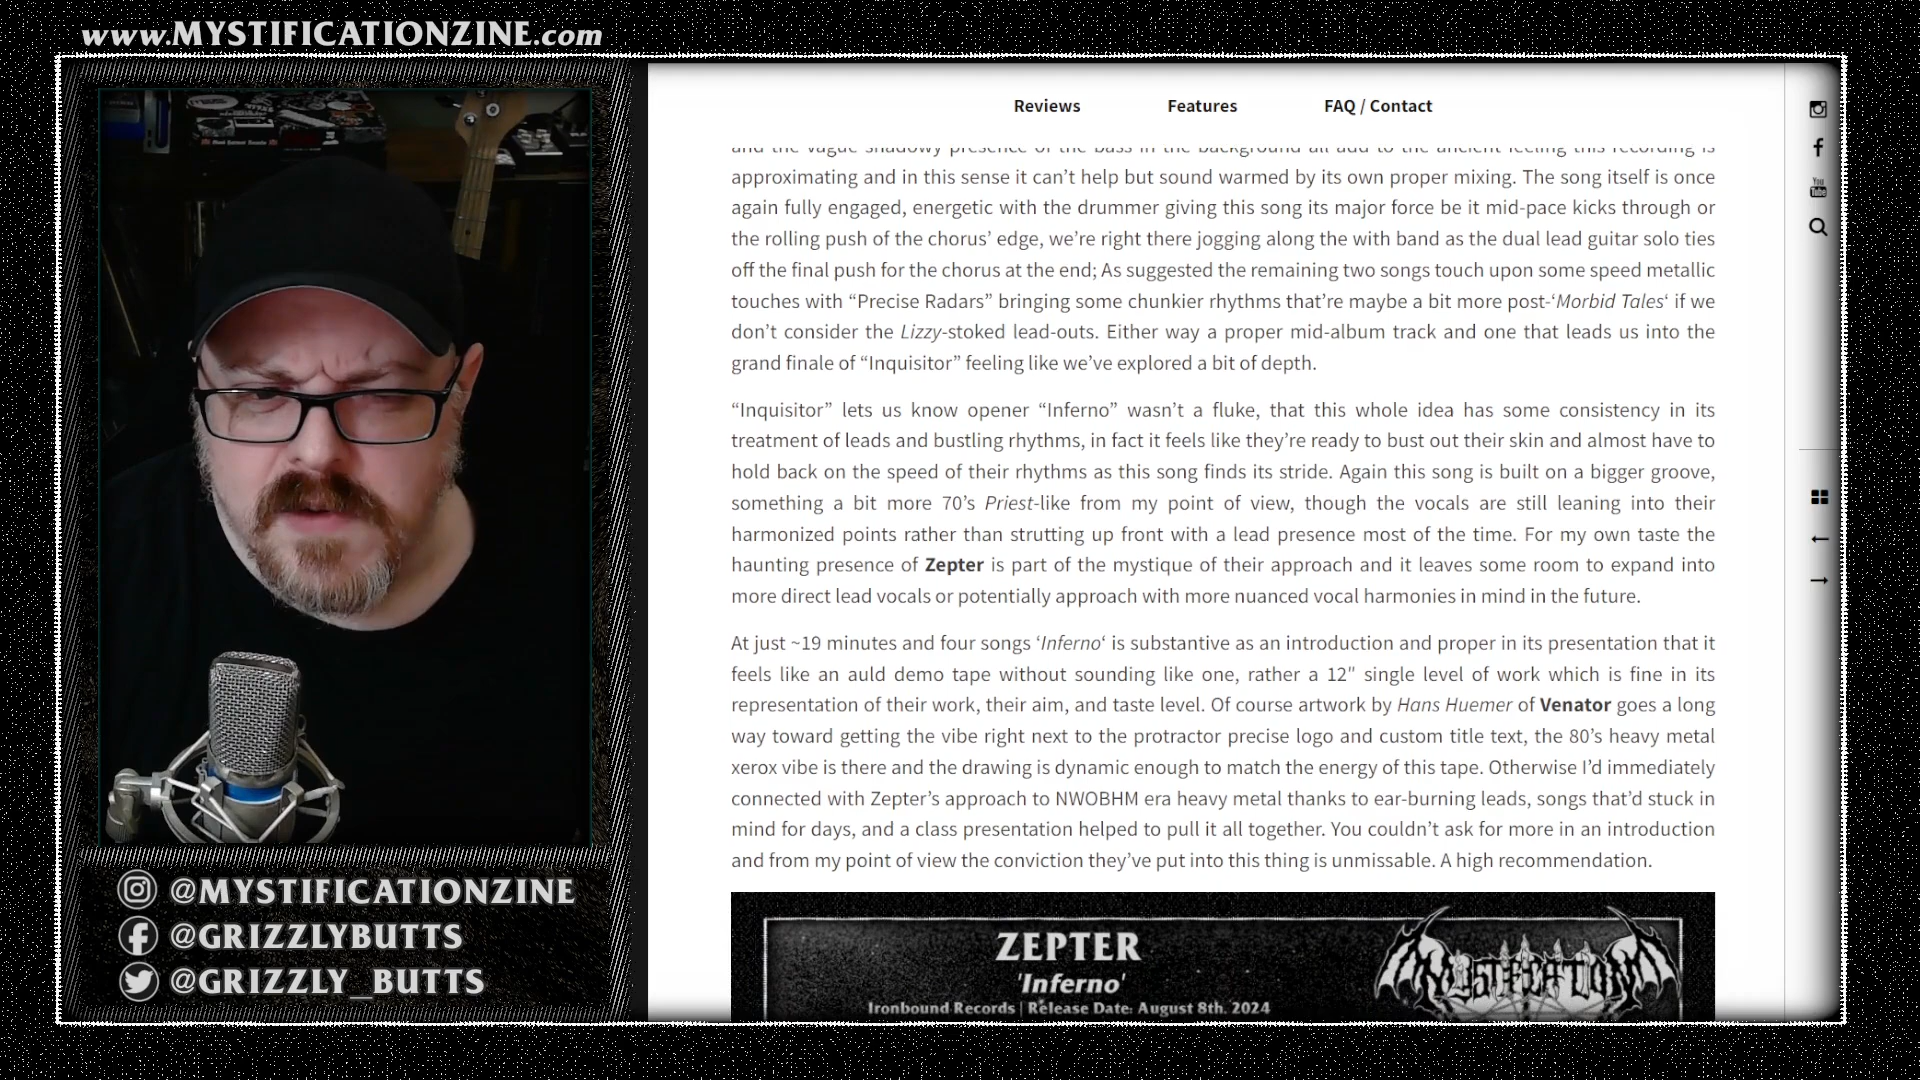 www.MYSTIFICATIONZINE.com
Reviews
Features
FAQ / Contact
and the vague shadowy presence of the bass in the background all add to the ancient feeling this recording is
approximating and in this sense it can’t help but sound warmed by its own proper mixing. The song itself is once
again fully engaged, energetic with the drummer giving this song its major force be it mid-pace kicks through or
the rolling push of the chorus’ edge, we’re right there jogging along the with band as the dual lead guitar solo ties
off the final push for the chorus at the end; As suggested the remaining two songs touch upon some speed metallic
touches with “Precise Radars” bringing some chunkier rhythms that’re maybe a bit more post-‘Morbid Tales‘ if we
don’t consider the Lizzy-stoked lead-outs. Either way a proper mid-album track and one that leads us into the
grand finale of “Inquisitor” feeling like we’ve explored a bit of depth.
“Inquisitor” lets us know opener “Inferno” wasn’t a fluke, that this whole idea has some consistency in its
treatment of leads and bustling rhythms, in fact it feels like they’re ready to bust out their skin and almost have to
hold back on the speed of their rhythms as this song finds its stride. Again this song is built on a bigger groove,
something a bit more 70’s Priest-like from my point of view, though the vocals are still leaning into their
harmonized points rather than strutting up front with a lead presence most of the time. For my own taste the
haunting presence of Zepter is part of the mystique of their approach and it leaves some room to expand into
more direct lead vocals or potentially approach with more nuanced vocal harmonies in mind in the future.
At just ~19 minutes and four songs ‘Inferno‘ is substantive as an introduction and proper in its presentation that it
feels like an auld demo tape without sounding like one, rather a 12″ single level of work which is fine in its
representation of their work, their aim, and taste level. Of course artwork by Hans Huemer of Venator goes a long
way toward getting the vibe right next to the protractor precise logo and custom title text, the 80’s heavy metal
xerox vibe is there and the drawing is dynamic enough to match the energy of this tape. Otherwise I’d immediately
connected with Zepter’s approach to NWOBHM era heavy metal thanks to ear-burning leads, songs that’d stuck in
mind for days, and a class presentation helped to pull it all together. You couldn’t ask for more in an introduction
and from my point of view the conviction they’ve put into this thing is unmissable. A high recommendation.
ZEPTER
'Inferno'
Ironbound Records | Release Date: August 8th, 2024
MYSTIFICATION
You
Tube
@MYSTIFICATIONZINE
@GRIZZLYBUTTS
@GRIZZLY_BUTTS